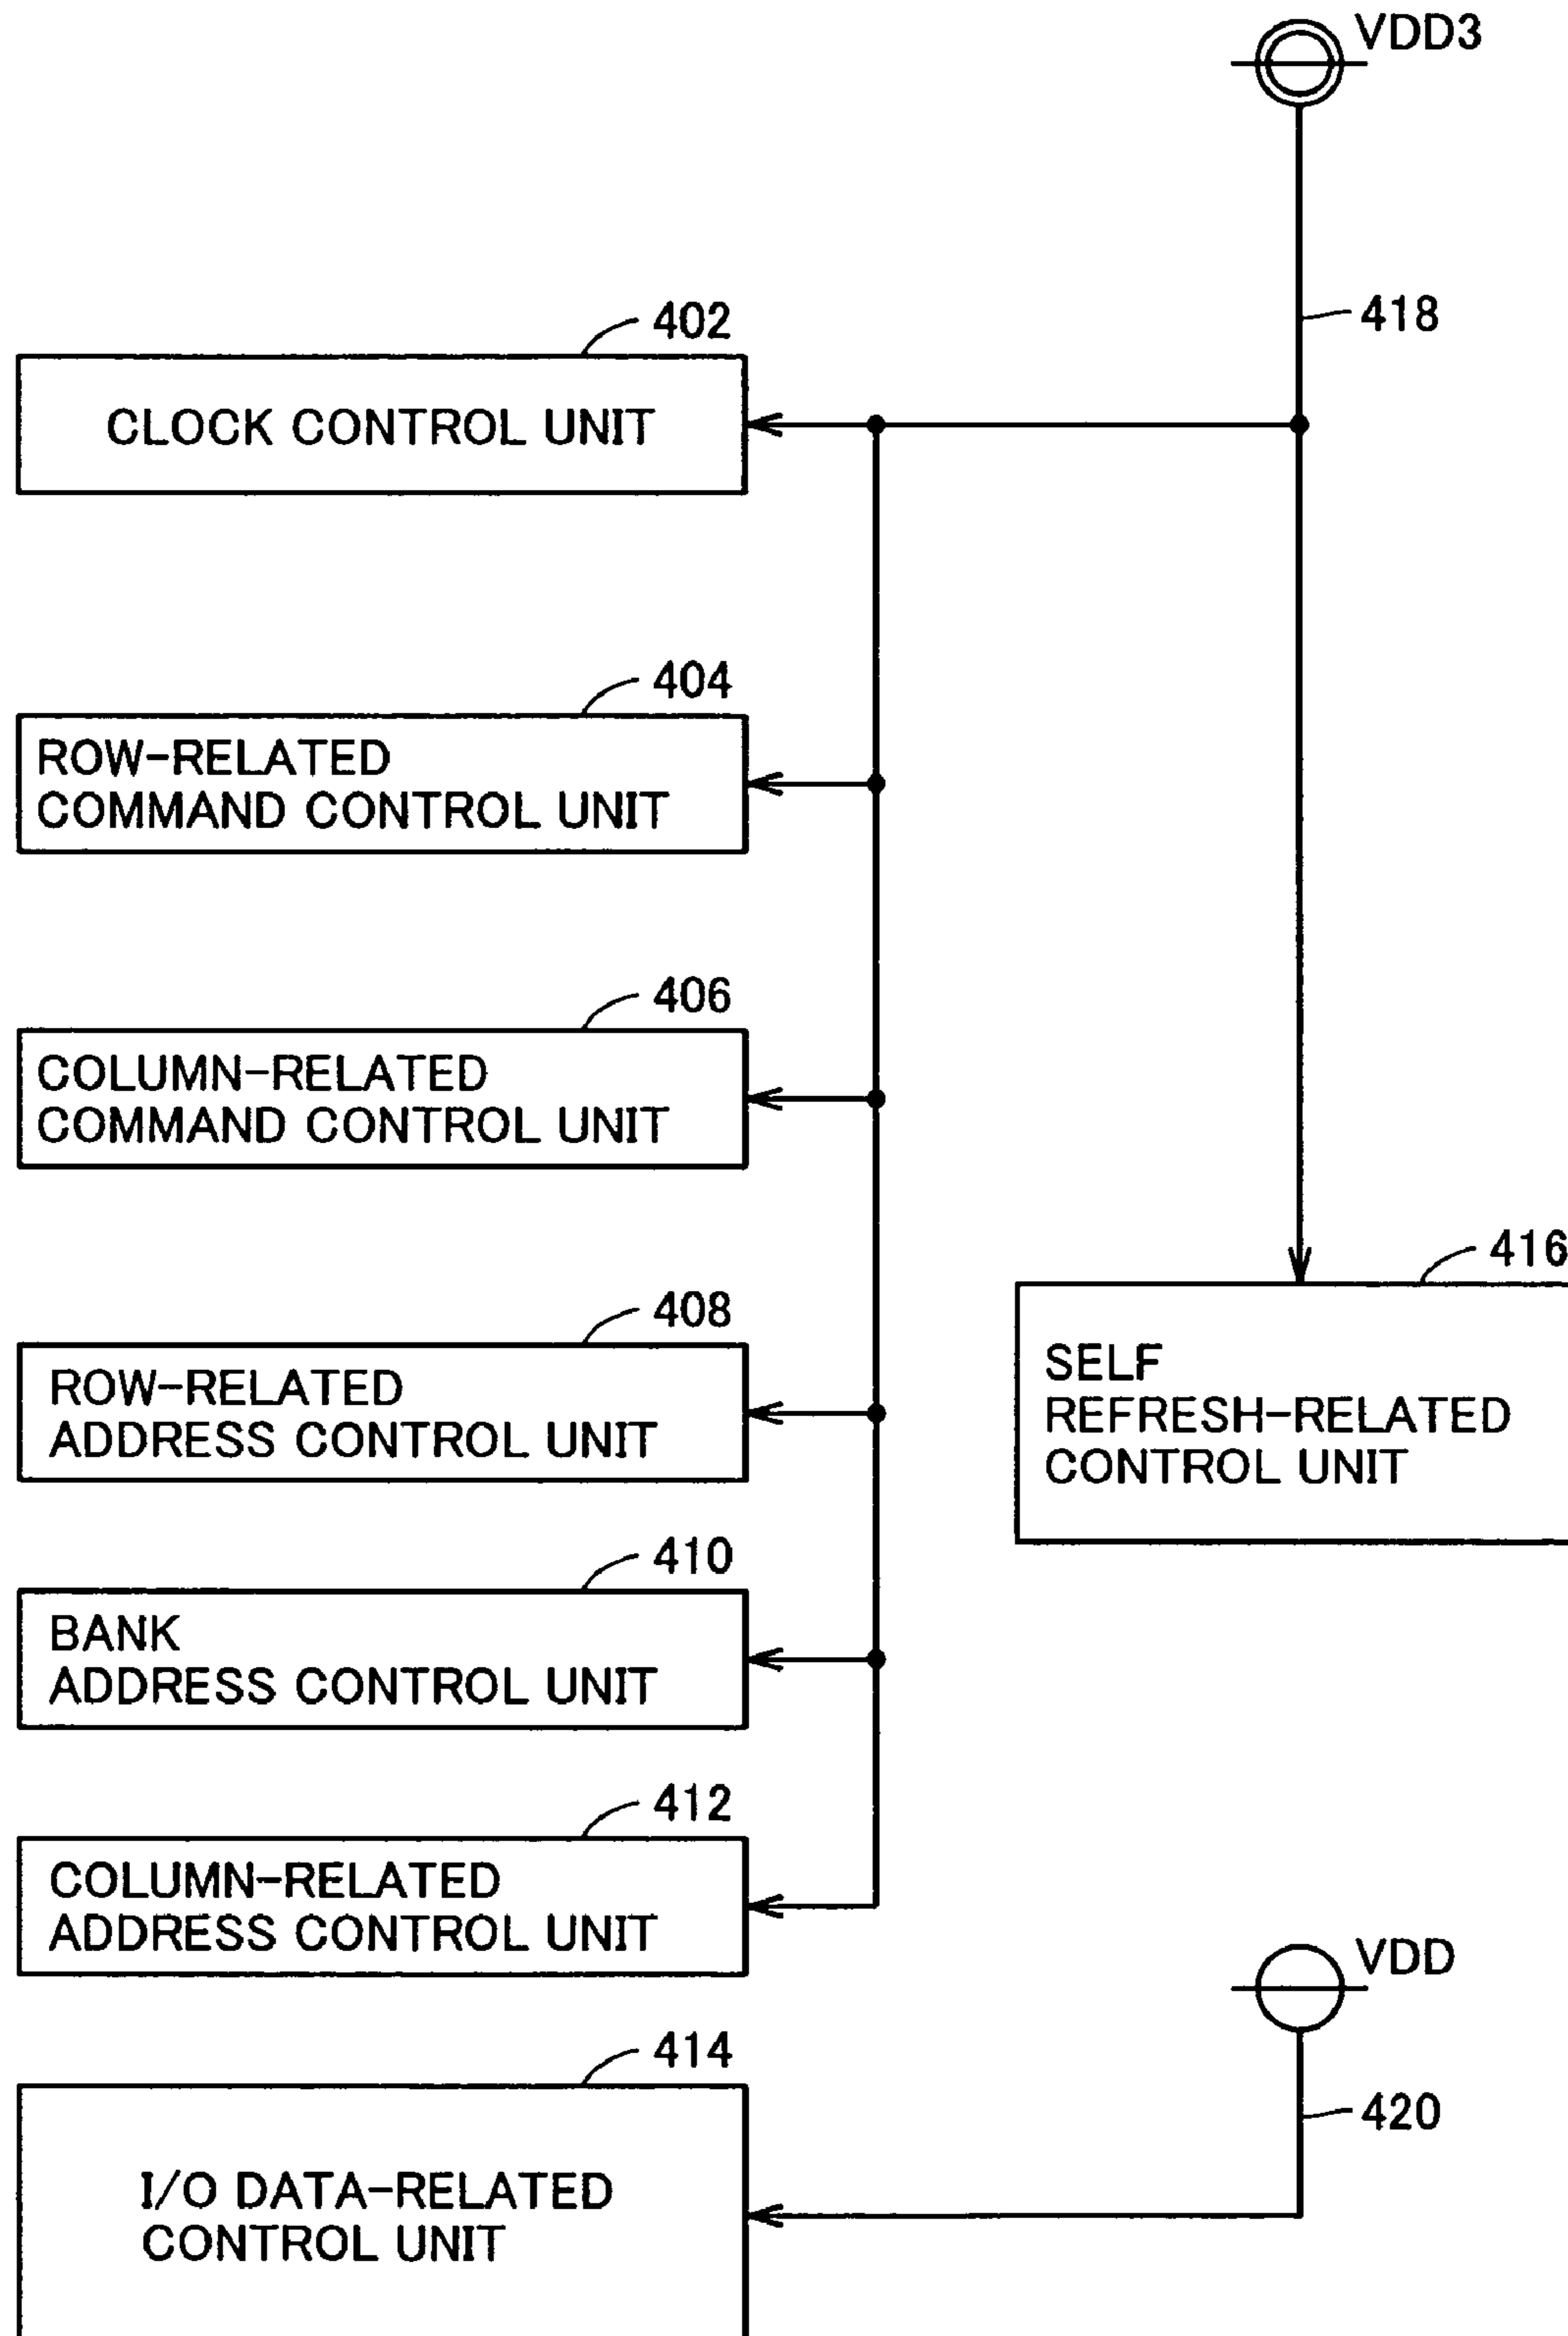 VDD3
418
402
CLOCK CONTROL UNIT
404
ROW-RELATED
COMMAND CONTROL UNIT
406
COLUMN-RELATED
COMMAND CONTROL UNIT
416
SELF
REFRESH-RELATED
CONTROL UNIT
408
ROW-RELATED
ADDRESS CONTROL UNIT
410
BANK
ADDRESS CONTROL UNIT
412
COLUMN-RELATED
ADDRESS CONTROL UNIT
VDD
420
414
I/O DATA-RELATED
CONTROL UNIT